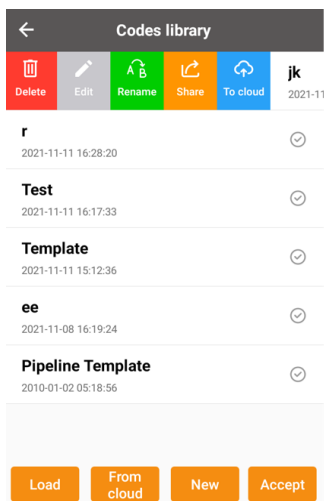 Codes library
Delete
Edit
Rename
Share
To cloud
jk
2021-11
r
2021-11-11 16:28:20
Test
2021-11-11 16:17:33
Template
2021-11-11 15:12:36
ee
2021-11-08 16:19:24
Pipeline Template
2010-01-02 05:18:56
Load
From
cloud
New
Accept